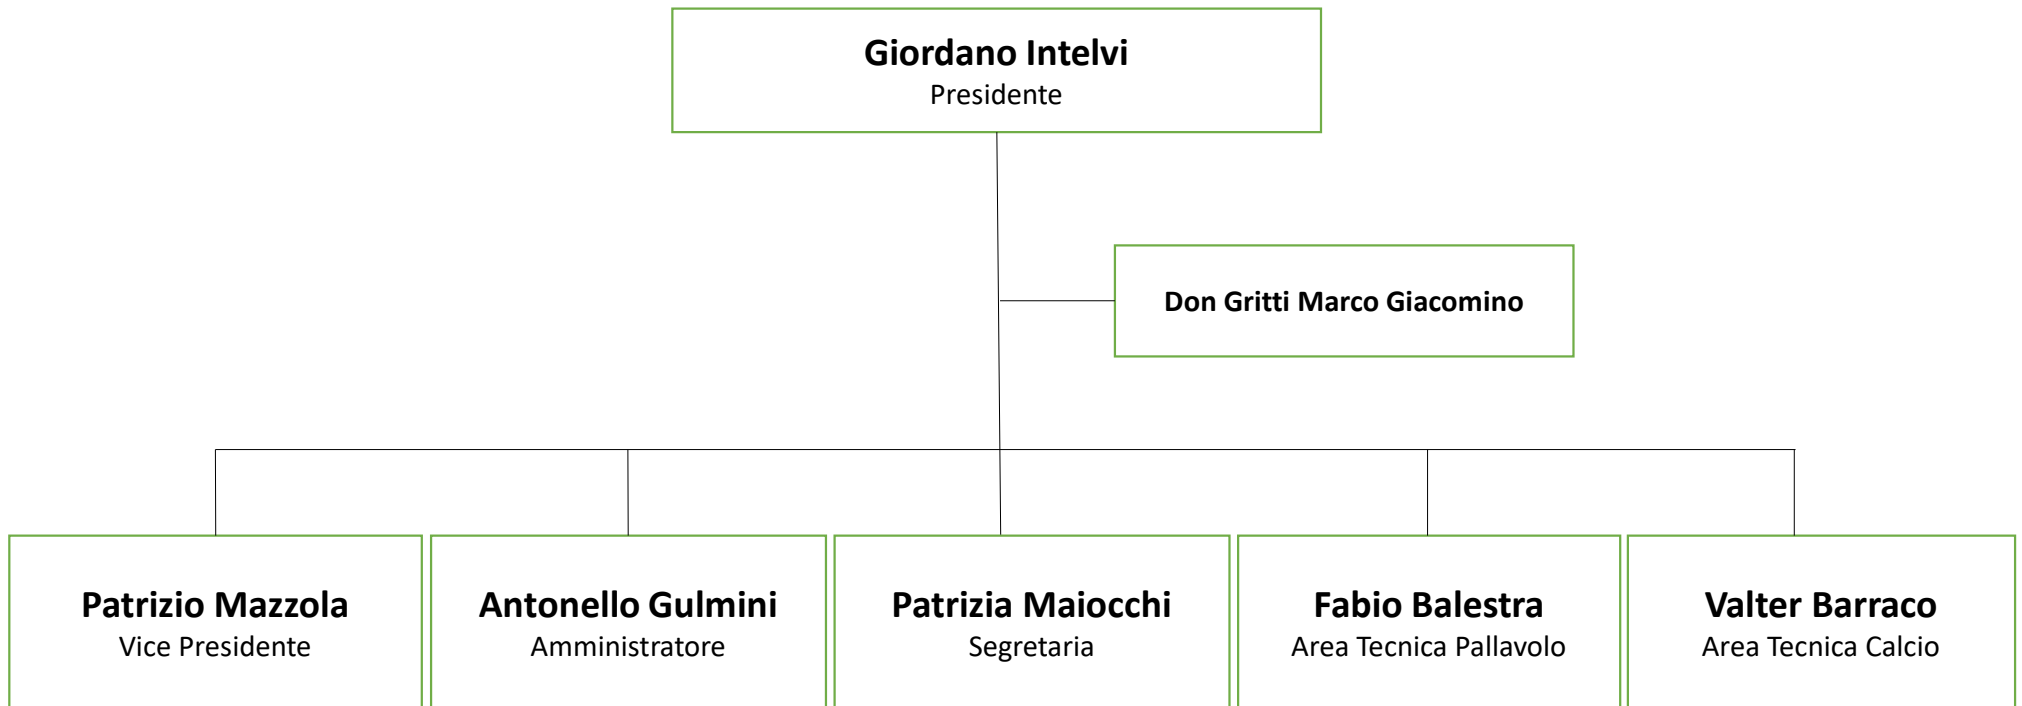 Giordano Intelvi
Presidente
Don Gritti Marco Giacomino
Patrizio Mazzola
Vice Presidente
Antonello Gulmini
Amministratore
Patrizia Maiocchi
Segretaria
Fabio Balestra
Area Tecnica Pallavolo
Valter Barraco
Area Tecnica Calcio